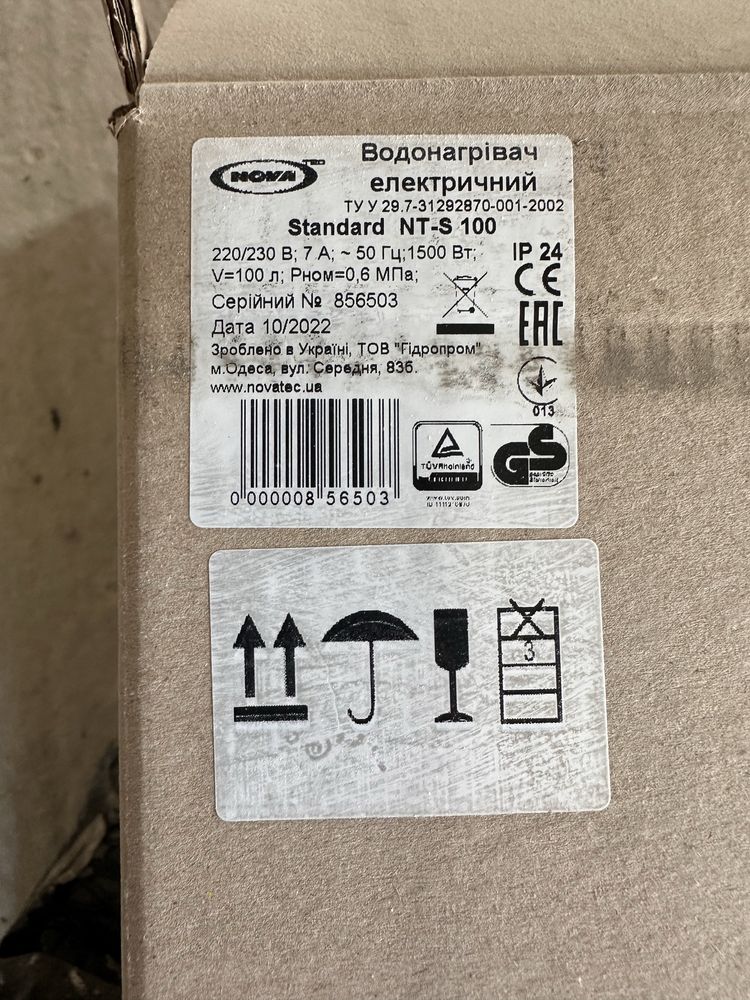 NOVA TEC
Водонагрівач
електричний
ТУ У 29.7-31292870-001-2002
Standard NT-S 100
220/230 В; 7 А; ~ 50 Гц;1500 Вт;
V=100 л; Рном=0,6 МПа;
IP 24
CE
Серійний № 856503
EAC
Дата 10/2022
Зроблено в Україні, ТОВ "Гідропром"
м.Одеса, вул. Середня, 83б.
www.novatec.ua
013
TÜVRheinland
GS
0 000008 56503
3